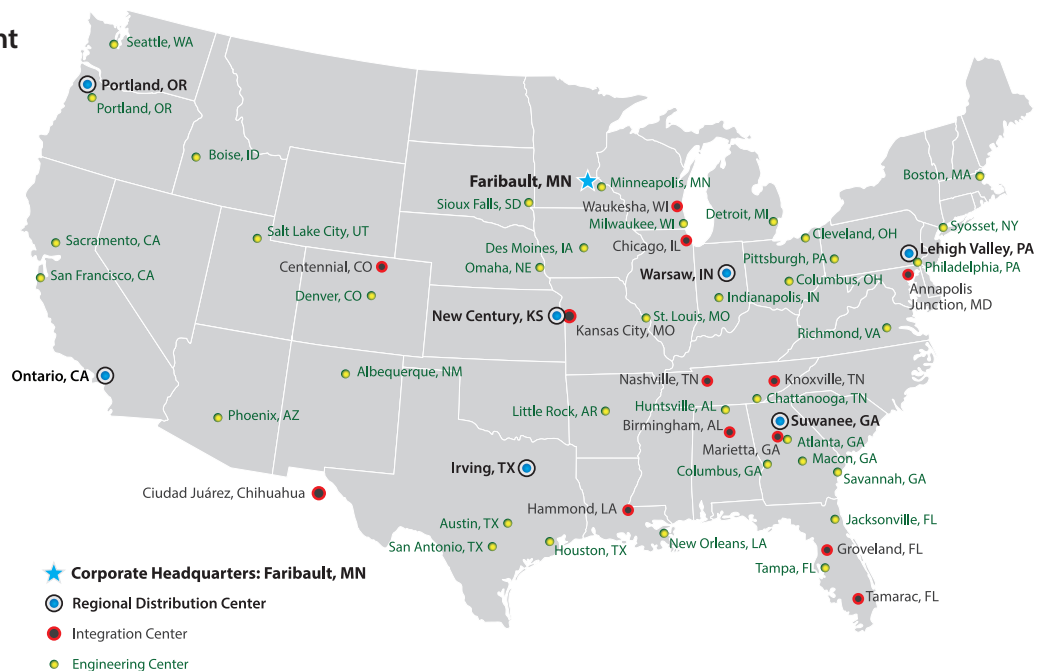 nt
Seattle, WA
Portland, OR
Portland, OR
Boise, ID
Faribault, MN
Minneapolis, MN
Boston, MA
Sioux Falls, SD
Waukesha, WI
Milwaukee, WI
Detroit, MI
Syosset, NY
Sacramento, CA
Salt Lake City, UT
Des Moines, IA
Chicago, IL
Cleveland, OH
Lehigh Valley, PA
San Francisco, CA
Centennial, CO
Omaha, NE
Warsaw, IN
Pittsburgh, PA
Philadelphia, PA
Columbus, OH
Annapolis
Junction, MD
Denver, CO
Indianapolis, IN
New Century, KS
Kansas City, MO
St. Louis, MO
Richmond, VA
Ontario, CA
Albequerque, NM
Nashville, TN
Knoxville, TN
Chattanooga, TN
Phoenix, AZ
Little Rock, AR
Huntsville, AL
Birmingham, AL
Suwanee, GA
Marietta, GA
Atlanta, GA
Irving, TX
Columbus, GA
Macon, GA
Savannah, GA
Ciudad Juárez, Chihuahua
Hammond, LA
Austin, TX
Jacksonville, FL
San Antonio, TX
Houston, TX
New Orleans, LA
Groveland, FL
Tampa, FL
Tamarac, FL
Corporate Headquarters: Faribault, MN
Regional Distribution Center
Integration Center
Engineering Center